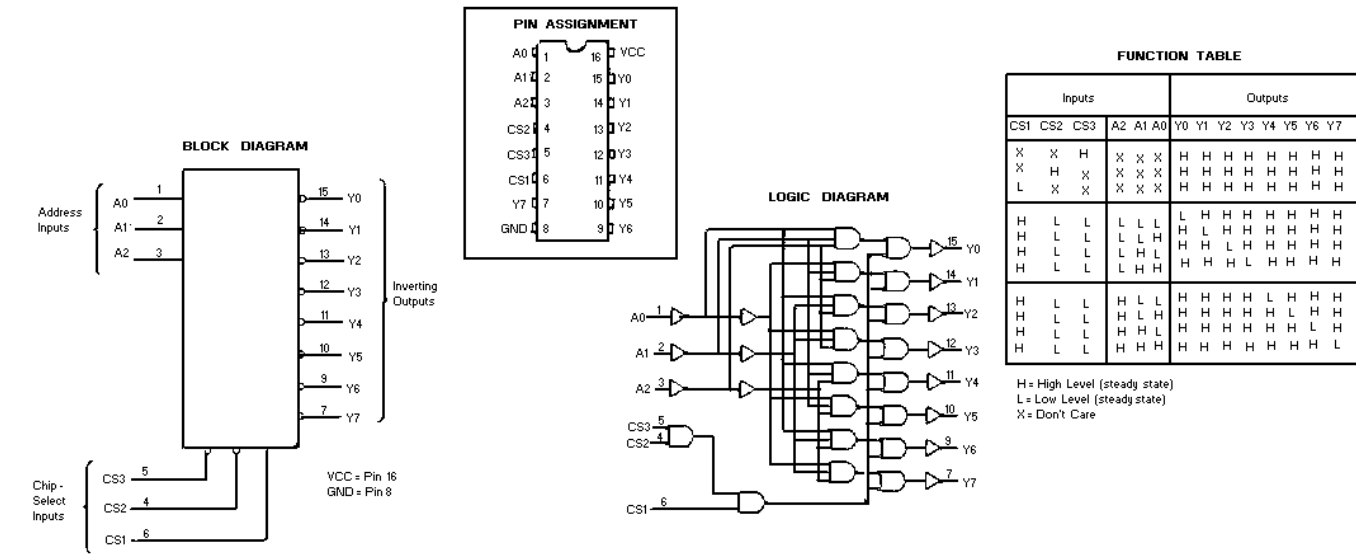 PIN ASSIGNMENT
A0 1 16 VCC
A1 2 15 Y0
A2 3 14 Y1
CS2 4 13 Y2
CS3 5 12 Y3
CS1 6 11 Y4
Y7 7 10 Y5
GND 8 9 Y6
BLOCK DIAGRAM
Address
Inputs
A0 1
A1 2
A2 3
15 Y0
14 Y1
13 Y2
12 Y3
11 Y4
10 Y5
9 Y6
7 Y7
Inverting
Outputs
Chip -
Select
Inputs
CS3 5
CS2 4
CS1 6
VCC = Pin 16
GND = Pin 8
LOGIC DIAGRAM
A0 1
A1 2
A2 3
CS3 5
CS2 4
CS1 6
15 Y0
14 Y1
13 Y2
12 Y3
11 Y4
10 Y5
9 Y6
7 Y7
FUNCTION TABLE
Inputs Outputs
CS1 CS2 CS3 A2 A1 A0 Y0 Y1 Y2 Y3 Y4 Y5 Y6 Y7
X X H X X X H H H H H H H H
X H X X X X H H H H H H H H
L X X X X X H H H H H H H H
H L L L L L L H H H H H H H
H L L L L H H L H H H H H H
H L L L H L H H L H H H H H
H L L L H H H H H L H H H H
H L L H L L H H H H L H H H
H L L H L H H H H H H L H H
H L L H H L H H H H H H L H
H L L H H H H H H H H H H L
H = High Level (steady state)
L = Low Level (steady state)
X = Don't Care